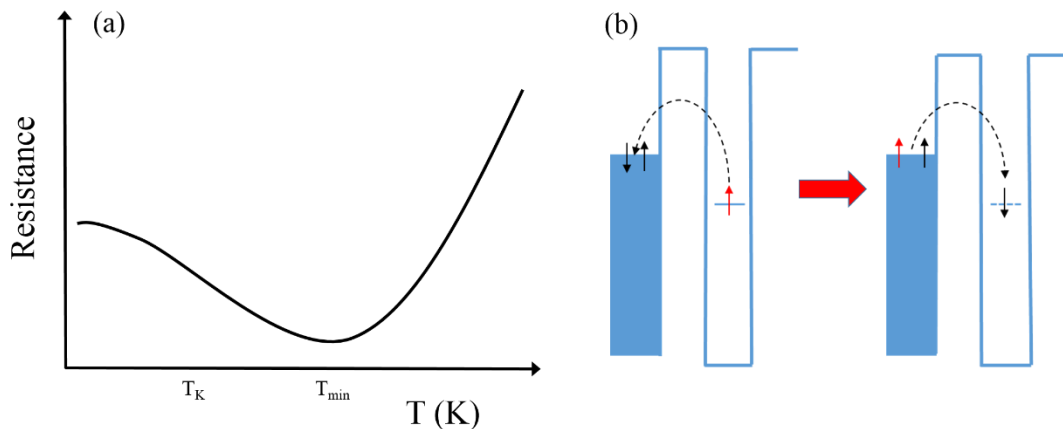 (a)
(b)
Resistance
T_K
T_min
T (K)